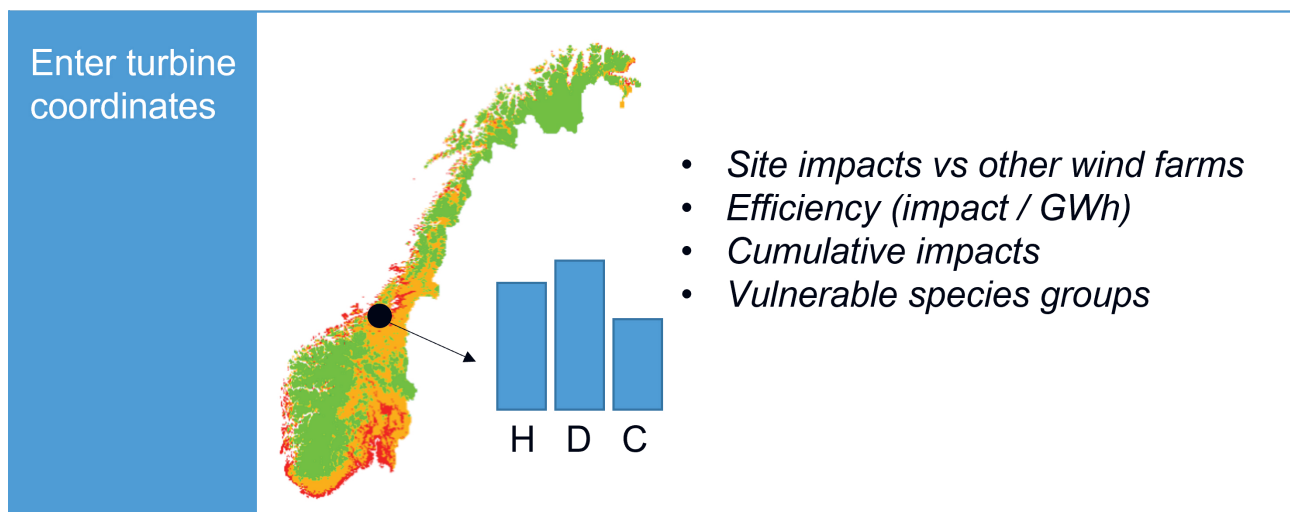 Enter turbine
coordinates
• Site impacts vs other wind farms
• Efficiency (impact / GWh)
• Cumulative impacts
• Vulnerable species groups
H D C